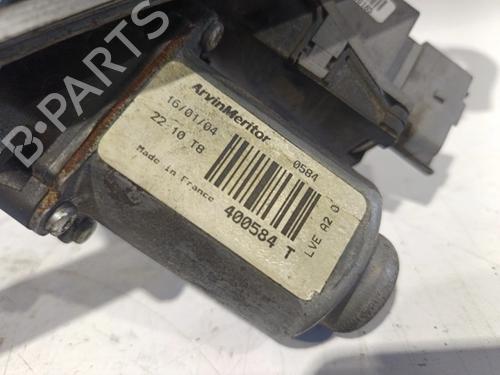 B-PARTS
ArvinMeritor
16/01/04
22:10 T8
0584
Made in France
400584 T
LVE A2 0